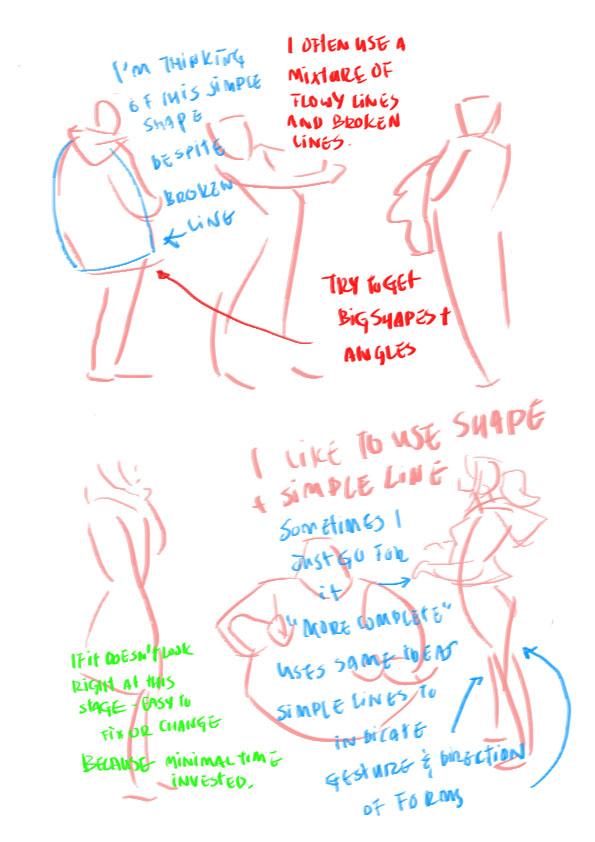 I'M THINKING
OF THIS SIMPLE
SHAPE
DESPITE
BROKEN
LINE
I OFTEN USE A
MIXTURE OF
FLOWY LINES
AND BROKEN
LINES.
TRY TO GET
BIG SHAPES +
ANGLES
I LIKE TO USE SHAPE
+ SIMPLE LINE
SOMETIMES I
JUST GO FOR
IT
"MORE COMPLETE"
USES SAME IDEAS
SIMPLE LINES TO
INDICATE
GESTURE & DIRECTION
OF FORMS
IF IT DOESN'T LOOK
RIGHT AT THIS
STAGE - EASY TO
FIX OR CHANGE
BECAUSE MINIMAL TIME
INVESTED.